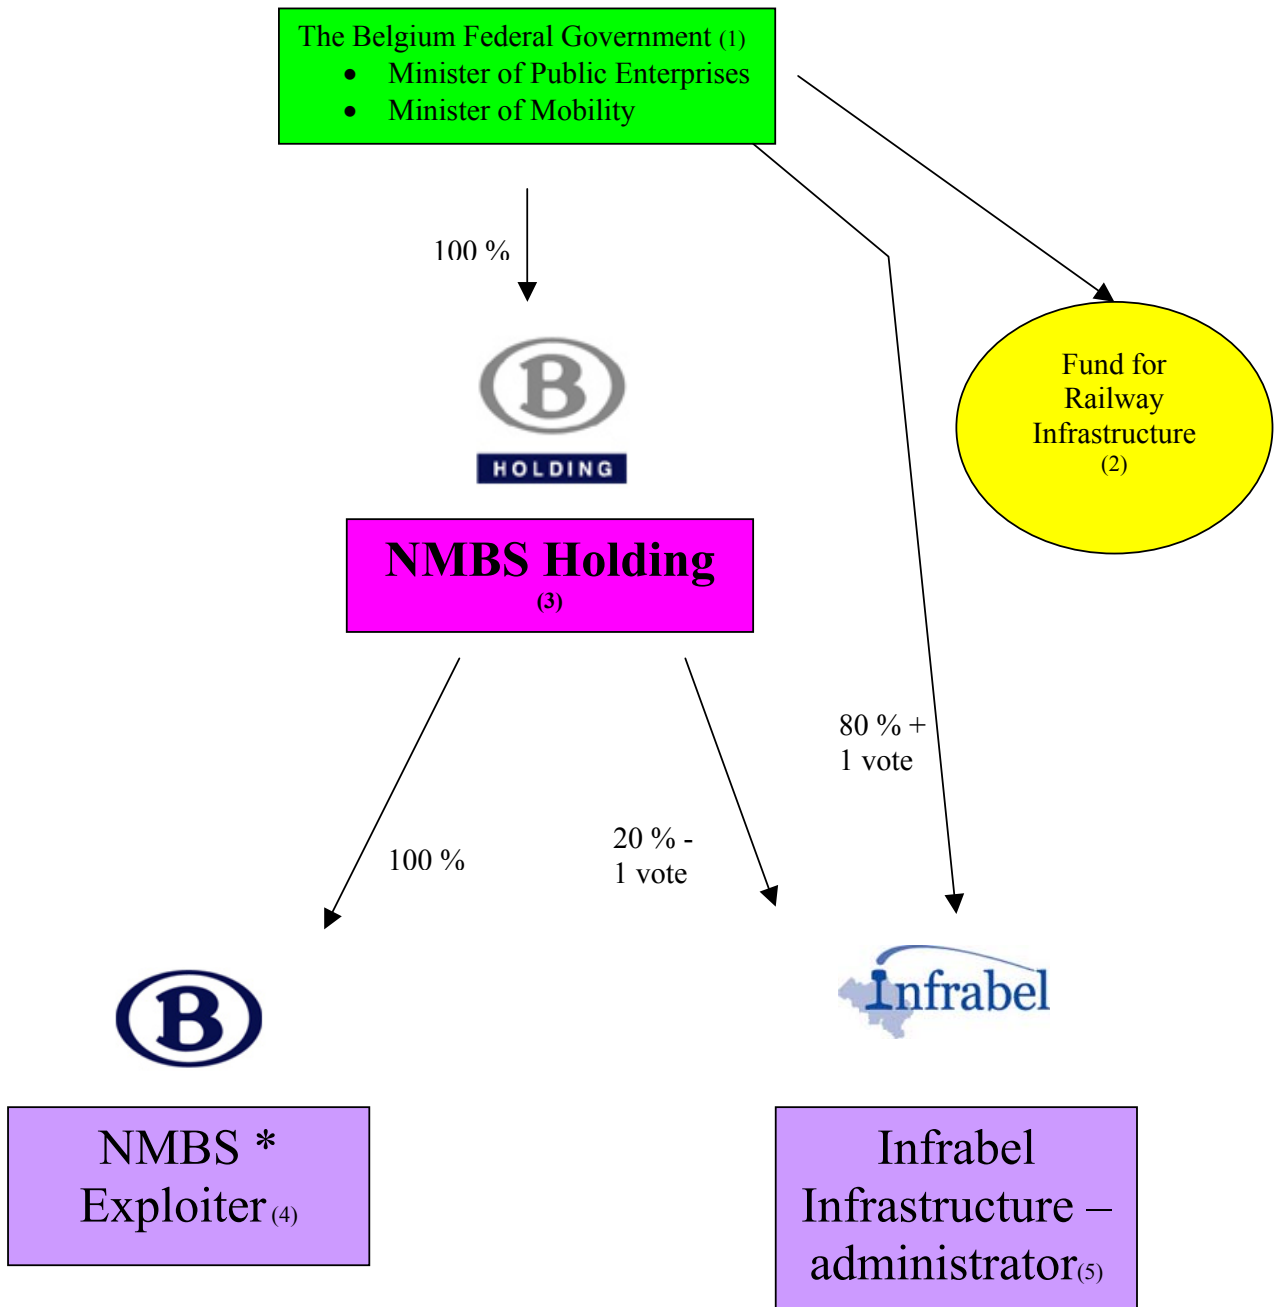 The Belgium Federal Government (1)
• Minister of Public Enterprises
• Minister of Mobility
100 %
B
HOLDING
Fund for
Railway
Infrastructure
(2)
NMBS Holding
(3)
80 % +
1 vote
20 % -
1 vote
100 %
B
Infrabel
NMBS *
Exploiter (4)
Infrabel
Infrastructure –
administrator(5)